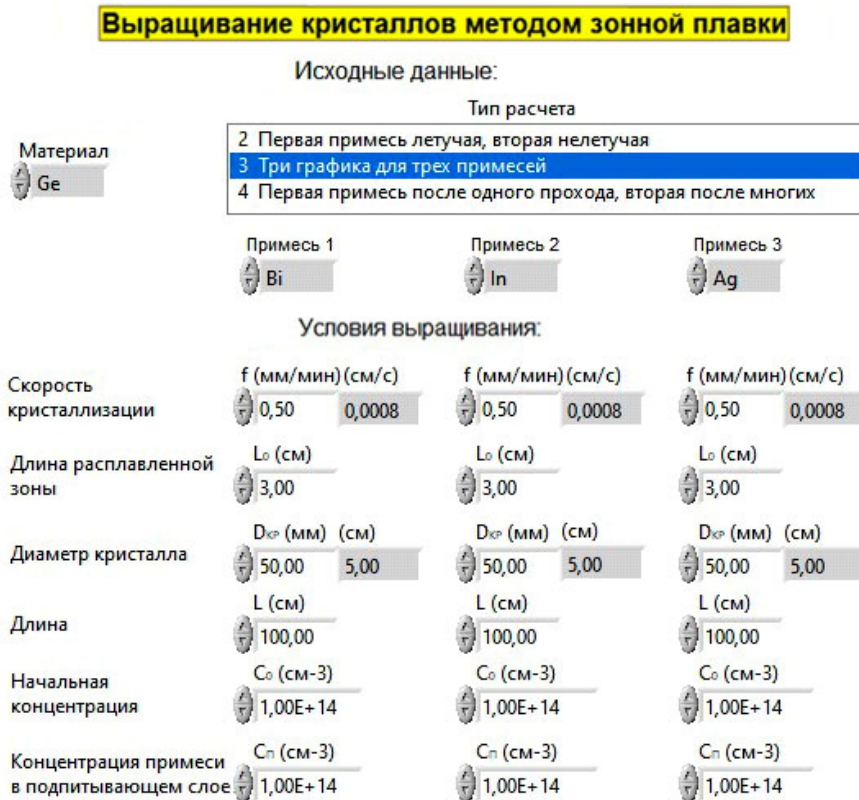 Выращивание кристаллов методом зонной плавки
Исходные данные:
Тип расчета
Материал
Ge
2 Первая примесь летучая, вторая нелетучая
3 Три графика для трех примесей
4 Первая примесь после одного прохода, вторая после многих
Примесь 1 Примесь 2 Примесь 3
Bi In Ag
Условия выращивания:
Скорость кристаллизации
f (мм/мин) (см/с) f (мм/мин) (см/с) f (мм/мин) (см/с)
0,50 0,0008 0,50 0,0008 0,50 0,0008
Длина расплавленной зоны
L₀ (см) L₀ (см) L₀ (см)
3,00 3,00 3,00
Диаметр кристалла
Dкр (мм) (см) Dкр (мм) (см) Dкр (мм) (см)
50,00 5,00 50,00 5,00 50,00 5,00
Длина
L (см) L (см) L (см)
100,00 100,00 100,00
Начальная концентрация
C₀ (см-3) C₀ (см-3) C₀ (см-3)
1,00E+14 1,00E+14 1,00E+14
Концентрация примеси в подпитывающем слое
Cп (см-3) Cп (см-3) Cп (см-3)
1,00E+14 1,00E+14 1,00E+14